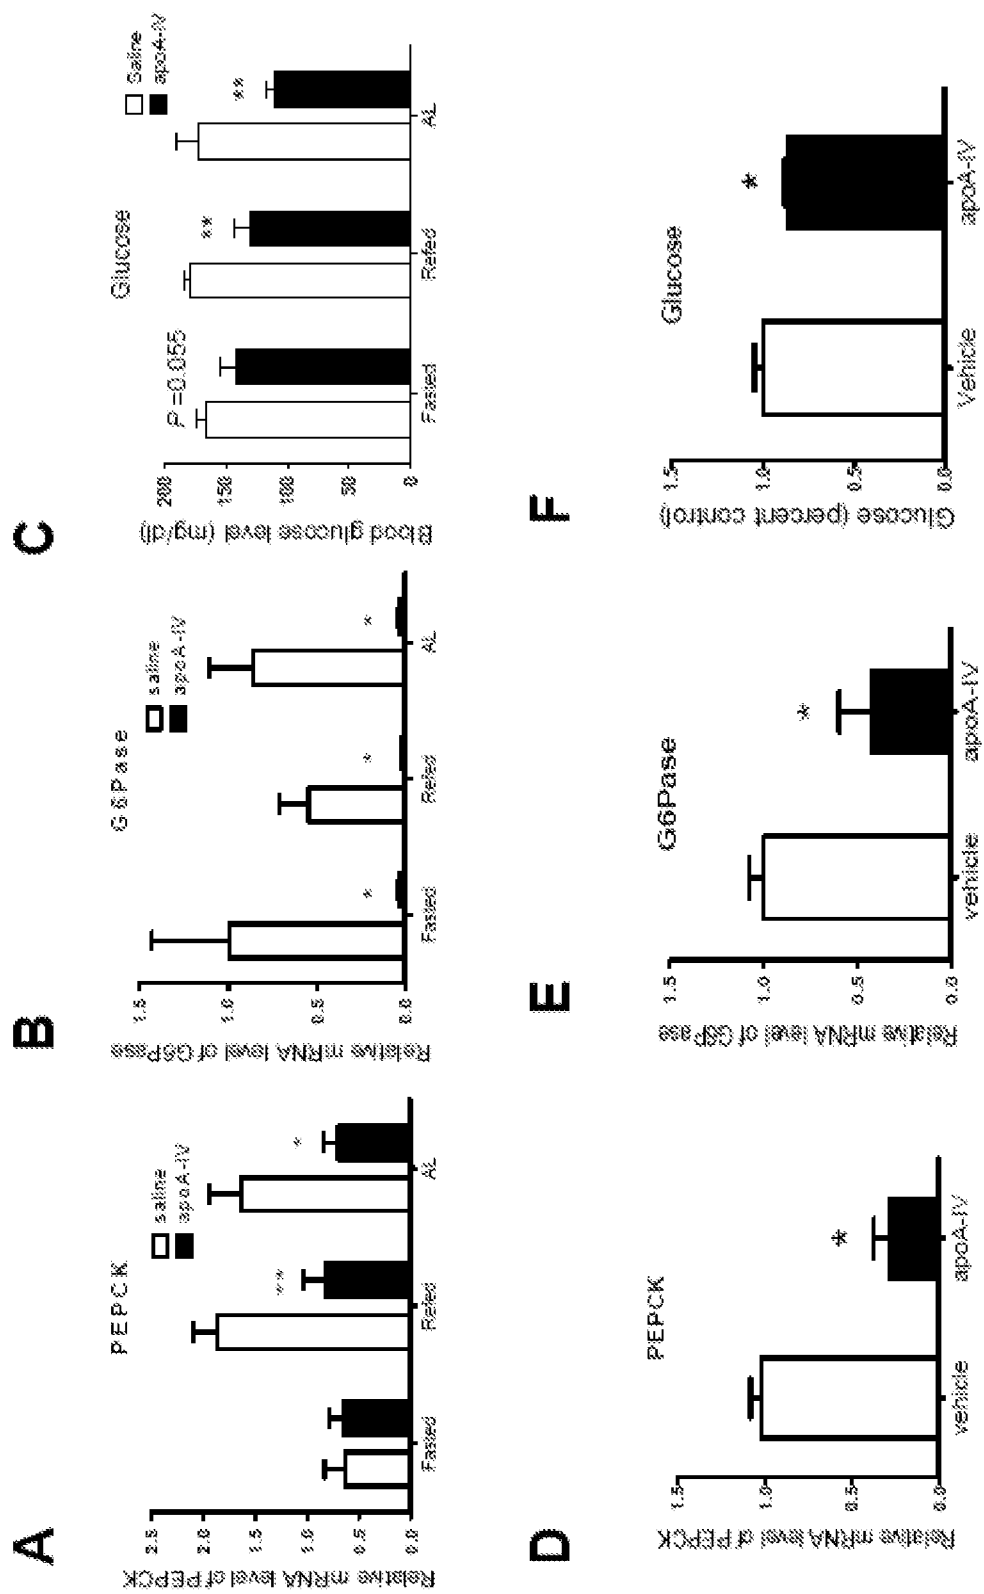 A
PEPCK
saline
apoA-IV
Relative mRNA level of PEPCK
2.5
2.0
1.5
1.0
0.5
0.0
**
*
Fasted
Refed
AL
B
G6Pase
saline
apoA-IV
Relative mRNA level of G6Pase
1.5
1.0
0.5
0.0
*
*
*
Fasted
Refed
AL
C
Glucose
Saline
apoA-IV
Blood glucose level (mg/dl)
200
150
100
50
0
P=0.055
**
**
Fasted
Refed
AL
D
PEPCK
Relative mRNA level of PEPCK
1.5
1.0
0.5
0.0
*
vehicle
apoA-IV
E
G6Pase
Relative mRNA level of G6Pase
1.5
1.0
0.5
0.0
*
vehicle
apoA-IV
F
Glucose
Glucose (percent control)
1.5
1.0
0.5
0.0
*
Vehicle
apoA-IV